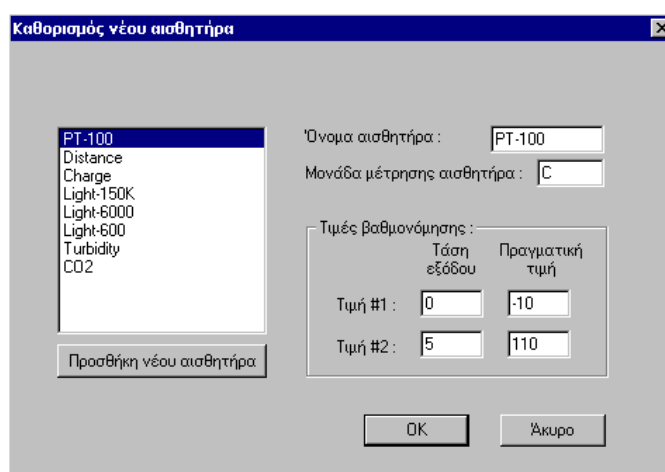 Καθορισμός νέου αισθητήρα
PT-100
Distance
Charge
Light-150K
Light-6000
Light-600
Turbidity
CO2
Προσθήκη νέου αισθητήρα
Όνομα αισθητήρα : PT-100
Μονάδα μέτρησης αισθητήρα : C
Τιμές βαθμονόμησης :
Τάση εξόδου
Πραγματική τιμή
Τιμή #1 : 0 -10
Τιμή #2 : 5 110
OK
Άκυρο